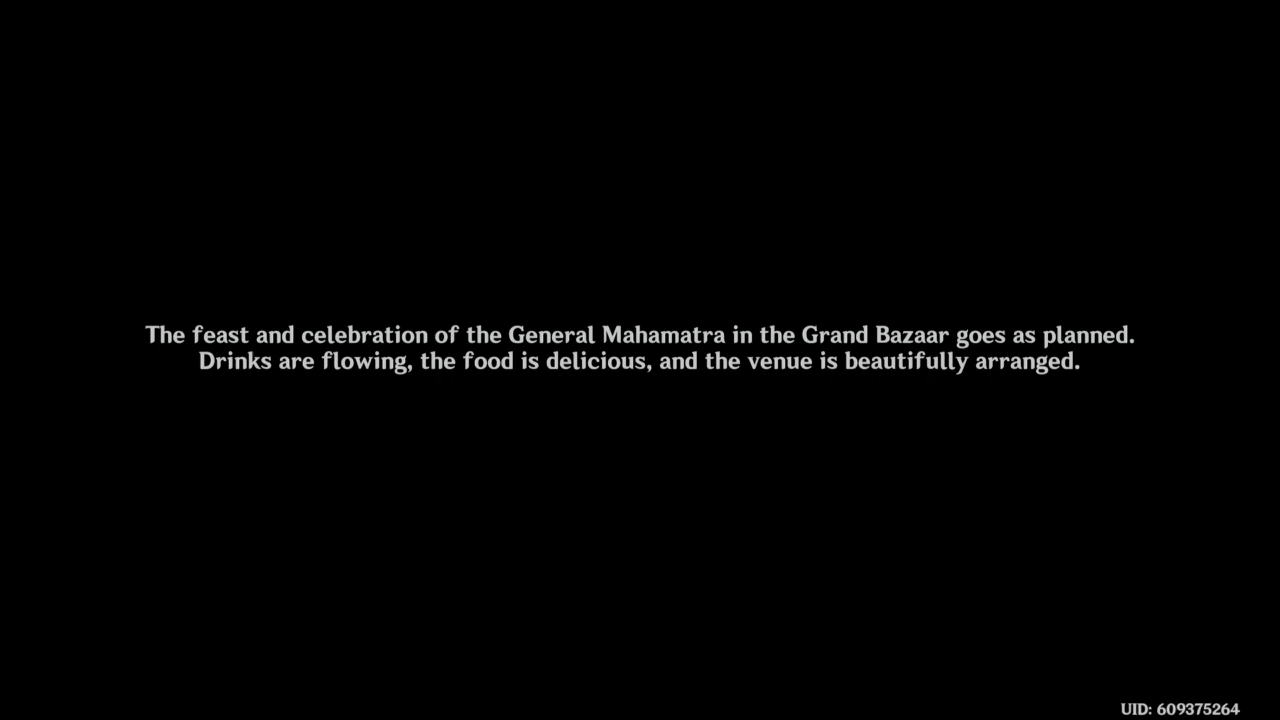 The feast and celebration of the General Mahamatra in the Grand Bazaar goes as planned.
Drinks are flowing, the food is delicious, and the venue is beautifully arranged.
UID: 609375264